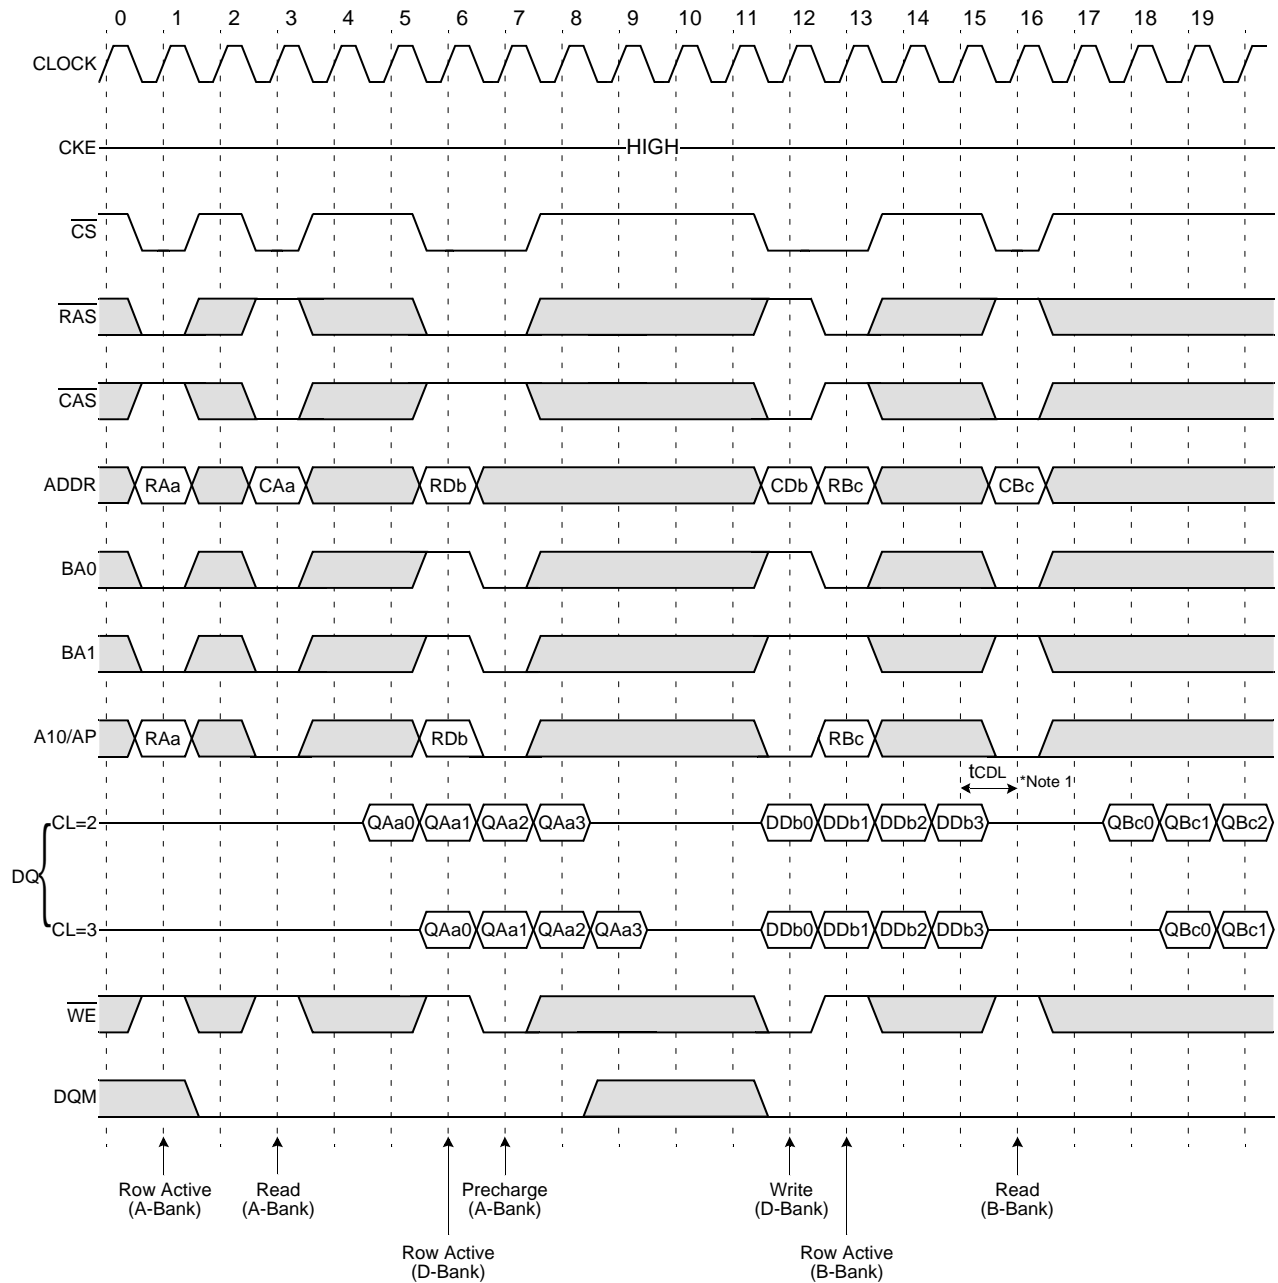 0 1 2 3 4 5 6 7 8 9 10 11 12 13 14 15 16 17 18 19
CLOCK
CKE HIGH
CS
RAS
CAS
ADDR RAa CAa RDb CDb RBc CBc
BA0
BA1
A10/AP RAa RDb RBc
tCDL *Note 1
CL=2 QAa0 QAa1 QAa2 QAa3 DDb0 DDb1 DDb2 DDb3 QBc0 QBc1 QBc2
DQ
CL=3 QAa0 QAa1 QAa2 QAa3 DDb0 DDb1 DDb2 DDb3 QBc0 QBc1
WE
DQM
Row Active Read Precharge Write Read
(A-Bank) (A-Bank) (A-Bank) (D-Bank) (B-Bank)
Row Active Row Active
(D-Bank) (B-Bank)